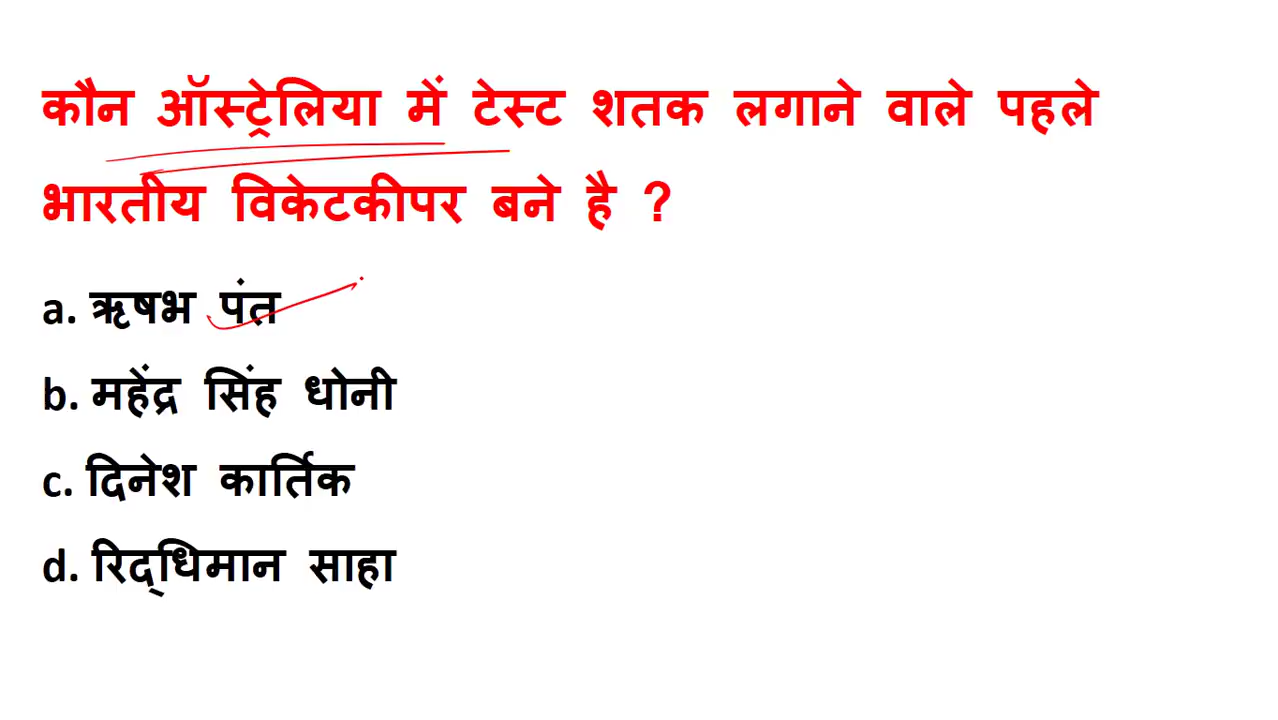 कौन ऑस्ट्रेलिया में टेस्ट शतक लगाने वाले पहले
भारतीय विकेटकीपर बने है ?
a. ऋषभ पंत
b. महेंद्र सिंह धोनी
c. दिनेश कार्तिक
d. रिद्‌धिमान साहा